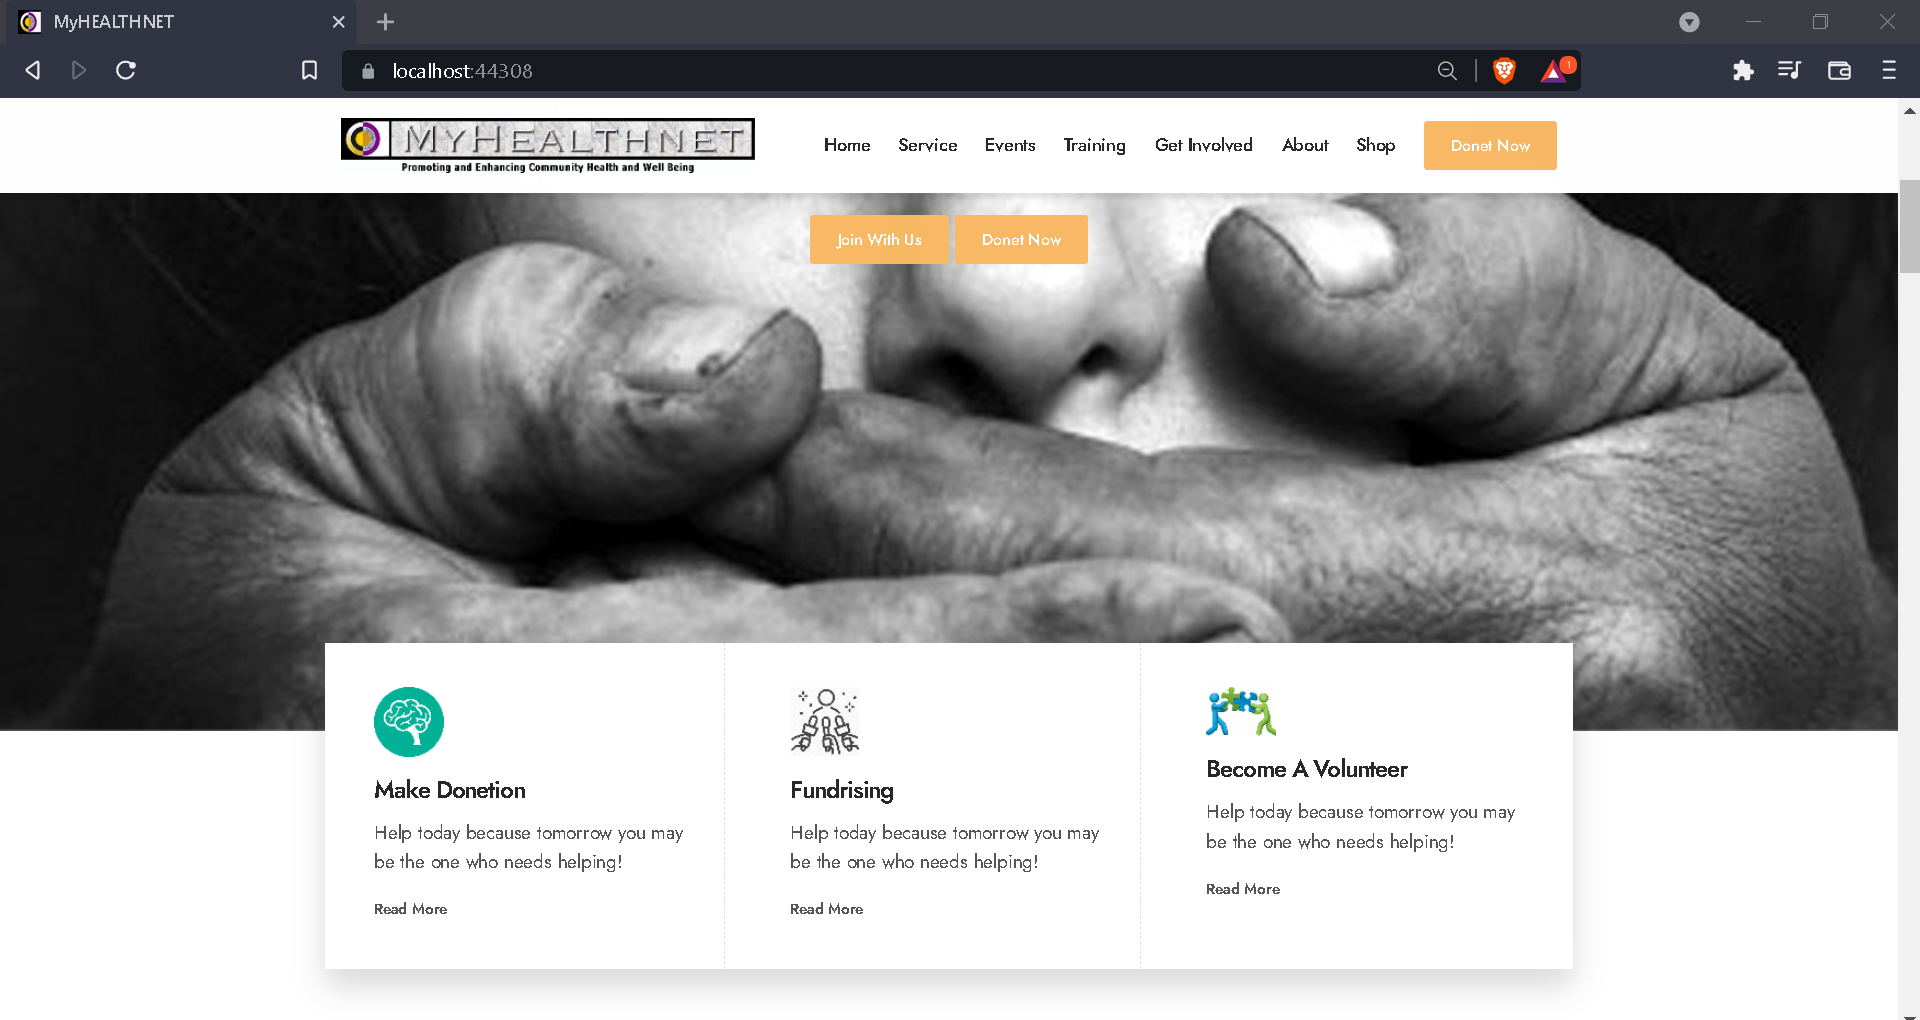 MyHEALTHNET
localhost:44308
1
MYHEALTHNET
Promoting and Enhancing Community Health and Well Being
Home Service Events Training Get Involved About Shop Donet Now
Join With Us Donet Now
Make Donetion
Help today because tomorrow you may
be the one who needs helping!
Read More
Fundrising
Help today because tomorrow you may
be the one who needs helping!
Read More
Become A Volunteer
Help today because tomorrow you may
be the one who needs helping!
Read More